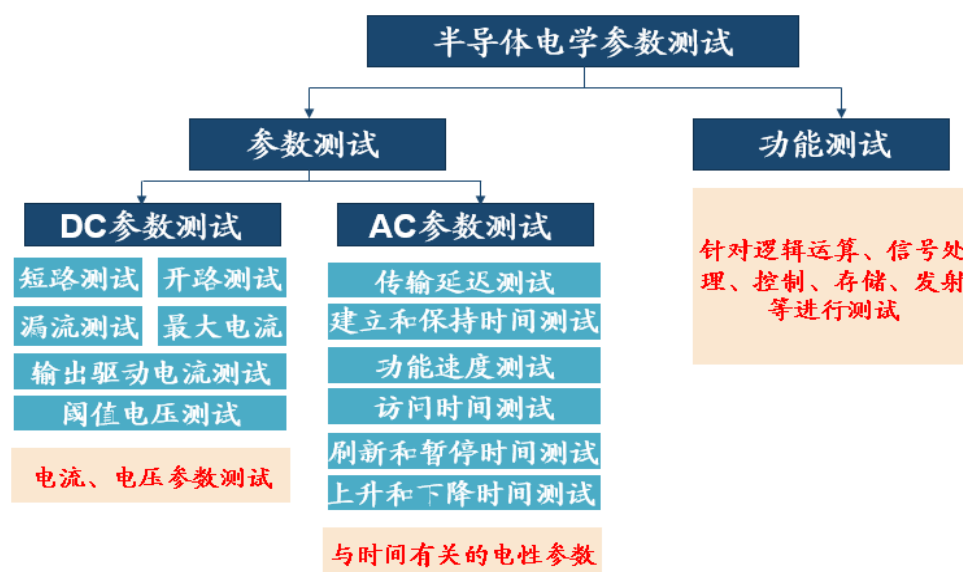 半导体电学参数测试
参数测试
功能测试
DC参数测试
AC参数测试
短路测试
开路测试
漏流测试
最大电流
输出驱动电流测试
阈值电压测试
电流、电压参数测试
传输延迟测试
建立和保持时间测试
功能速度测试
访问时间测试
刷新和暂停时间测试
上升和下降时间测试
与时间有关的电性参数
针对逻辑运算、信号处
理、控制、存储、发射
等进行测试